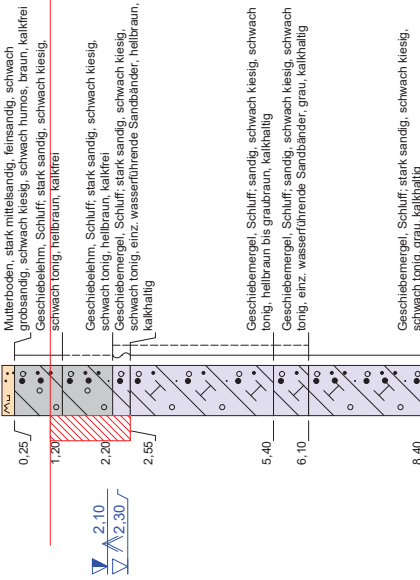 Mutterboden, stark mittelsandig, feinsandig, schwach
grobsandig, schwach kiesig, schwach humos, braun, kalkfrei
Geschiebelehm, Schluff; stark sandig, schwach kiesig,
schwach tonig, hellbraun, kalkfrei
Geschiebelehm, Schluff; stark sandig, schwach kiesig,
schwach tonig, hellbraun, kalkfrei
Geschiebemergel, Schluff; stark sandig, schwach kiesig,
schwach tonig, einz. wasserführende Sandbänder, hellbraun,
kalkhaltig
Geschiebemergel, Schluff; sandig, schwach kiesig, schwach
tonig, hellbraun bis graubraun, kalkhaltig
Geschiebemergel, Schluff; sandig, schwach kiesig, schwach
tonig, einz. wasserführende Sandbänder, grau, kalkhaltig
Geschiebemergel, Schluff; stark sandig, schwach kiesig,
schwach tonig, grau, kalkhaltig
Mu
0,25
1,20
2,20
2,55
5,40
6,10
8,40
2,10
2,30